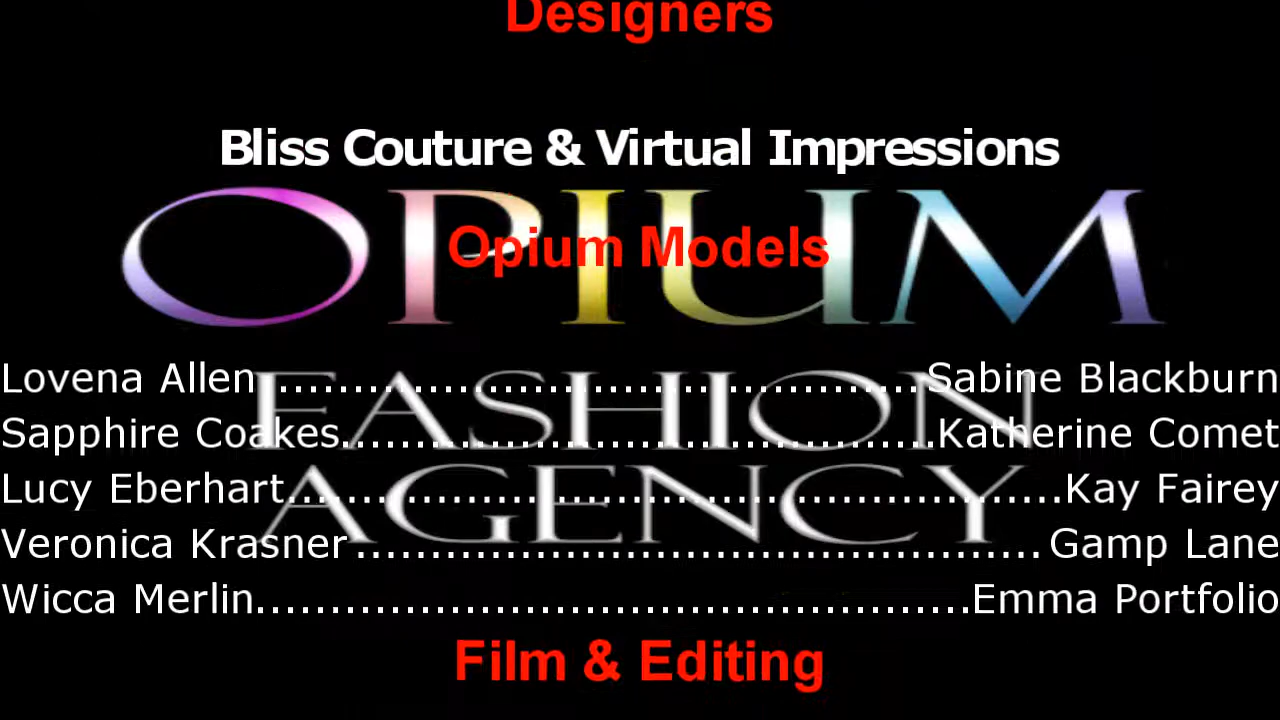 Designers
Bliss Couture & Virtual Impressions
OPIUM
Opium Models
FASHION
Lovena Allen........................................Sabine Blackburn
Sapphire Coakes........................................Katherine Comet
AGENCY
Lucy Eberhart................................................Kay Fairey
Veronica Krasner..............................................Gamp Lane
Wicca Merlin................................................Emma Portfolio
Film & Editing